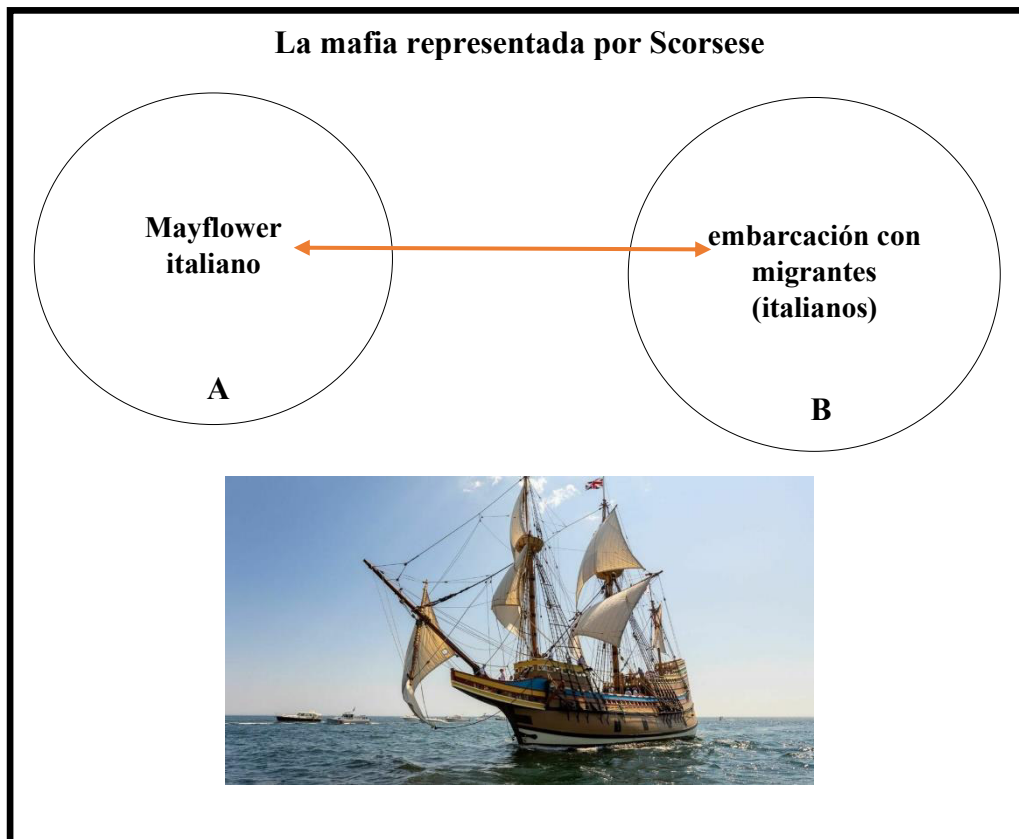 La mafia representada por Scorsese
Mayflower
italiano
A
embarcación con
migrantes
(italianos)
B